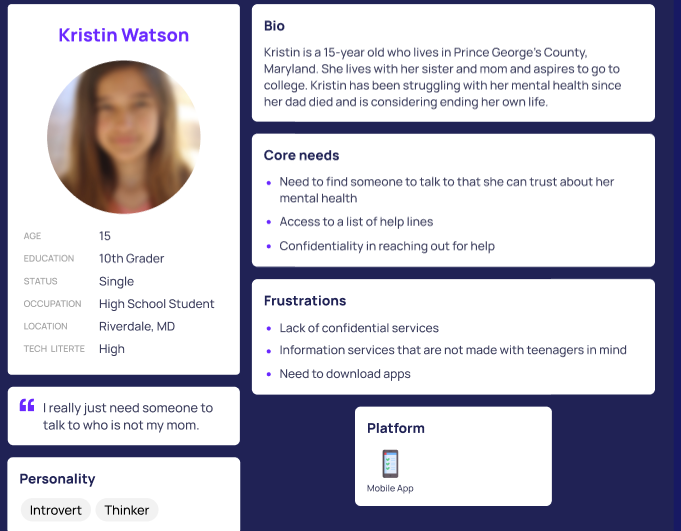 Kristin Watson
AGE 15
EDUCATION 10th Grader
STATUS Single
OCCUPATION High School Student
LOCATION Riverdale, MD
TECH LITERTE High
“ I really just need someone to
talk to who is not my mom.
Personality
Introvert Thinker
Bio
Kristin is a 15-year old who lives in Prince George's County,
Maryland. She lives with her sister and mom and aspires to go to
college. Kristin has been struggling with her mental health since
her dad died and is considering ending her own life.
Core needs
• Need to find someone to talk to that she can trust about her
mental health
• Access to a list of help lines
• Confidentiality in reaching out for help
Frustrations
• Lack of confidential services
• Information services that are not made with teenagers in mind
• Need to download apps
Platform
Mobile App